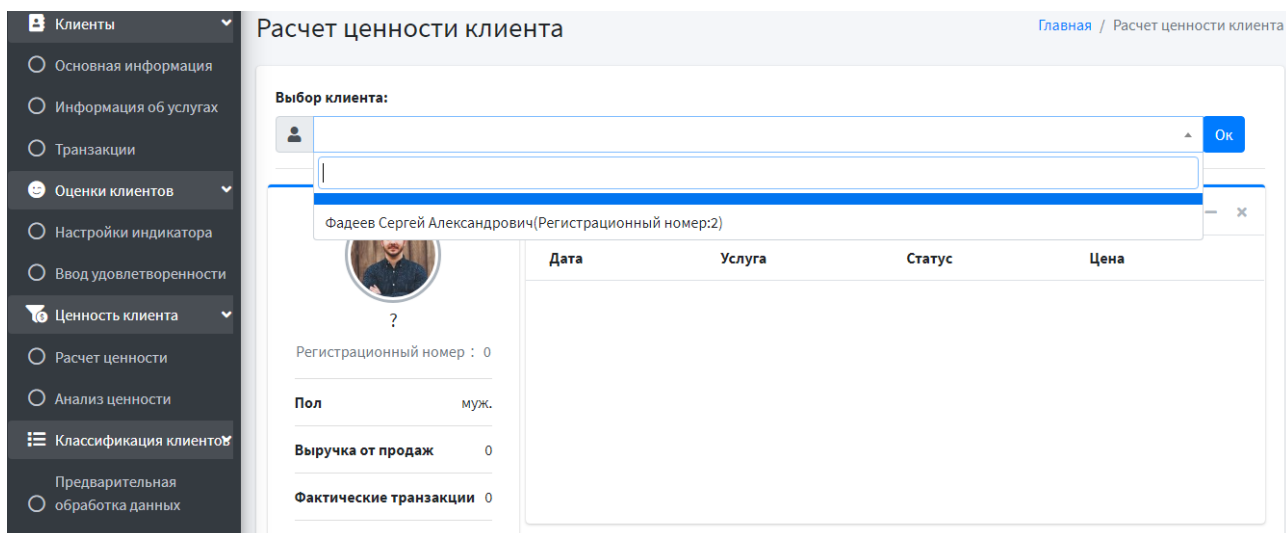 Клиенты
Основная информация
Информация об услугах
Транзакции
Оценки клиентов
Настройки индикатора
Ввод удовлетворенности
Ценность клиента
Расчет ценности
Анализ ценности
Классификация клиентов
Предварительная
обработка данных
Расчет ценности клиента
Главная / Расчет ценности клиента
Выбор клиента:
Ок
Фадеев Сергей Александрович(Регистрационный номер:2)
?
Регистрационный номер : 0
Пол муж.
Выручка от продаж 0
Фактические транзакции 0
Дата Услуга Статус Цена